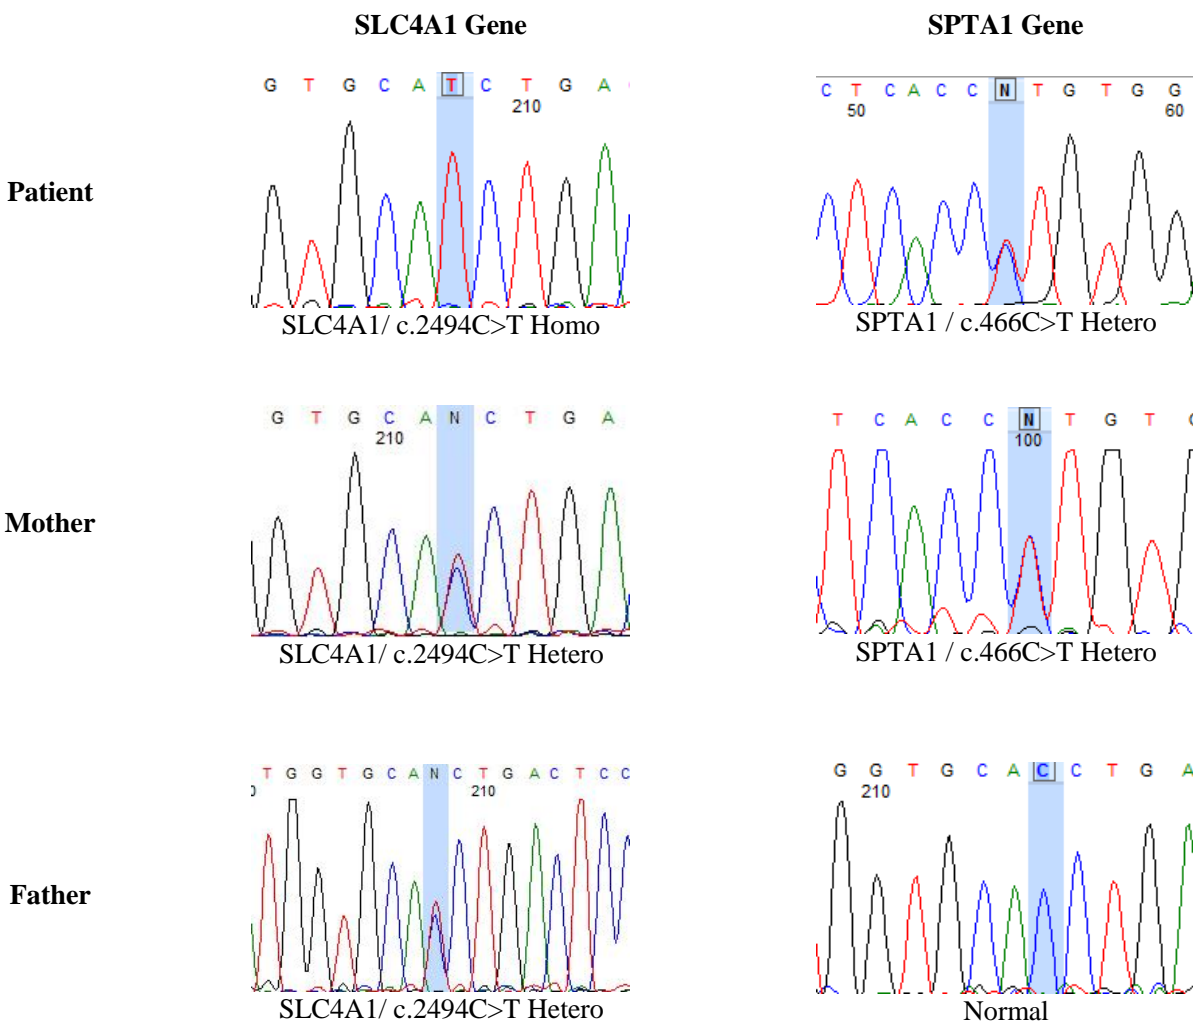 SLC4A1 Gene
SPTA1 Gene
Patient
G T G C A T C T G A
210
SLC4A1/ c.2494C>T Homo
C T C A C C N T G T G G
50 60
SPTA1 / c.466C>T Hetero
Mother
G T G C A N C T G A
210
SLC4A1/ c.2494C>T Hetero
T C A C C N T G T
100
SPTA1 / c.466C>T Hetero
Father
T G G T G C A N C T G A C T C C
210
SLC4A1/ c.2494C>T Hetero
G G T G C A C C T G A
210
Normal